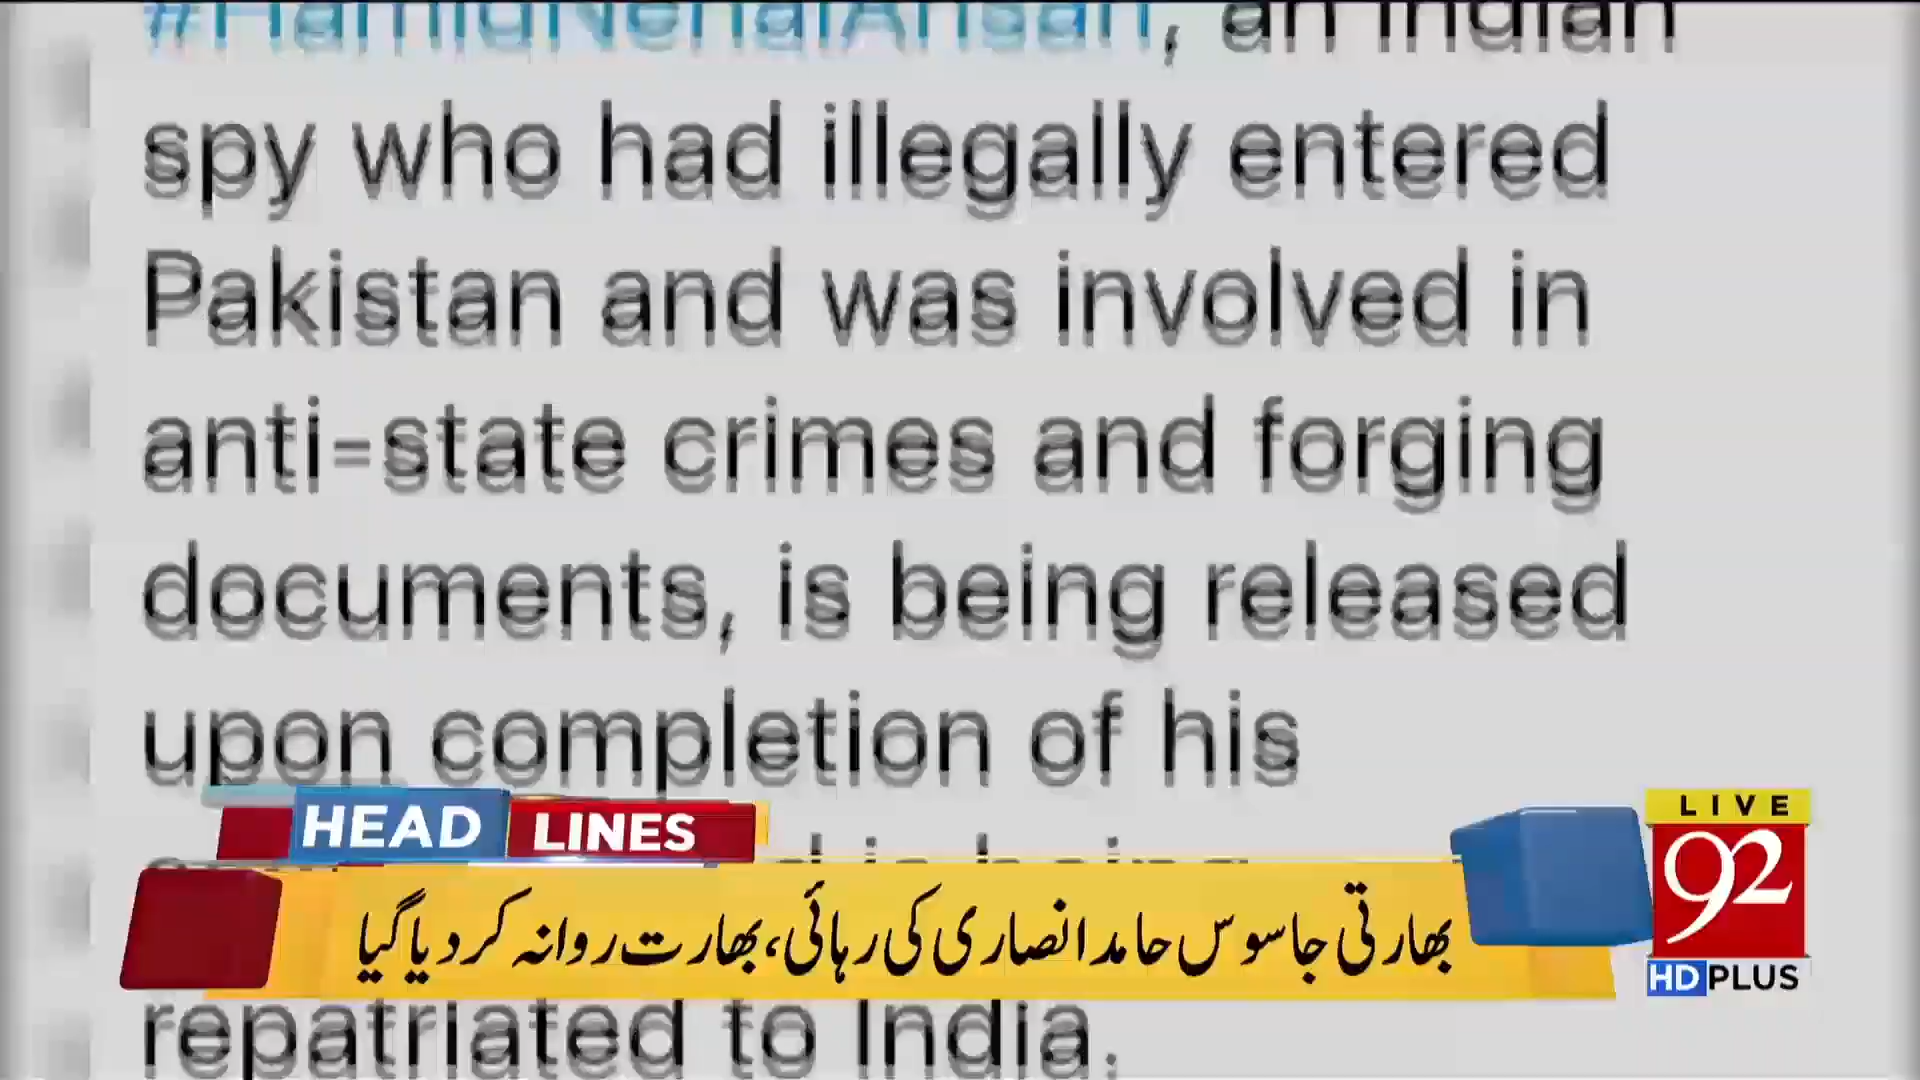 #HamidNehalAnsari, an Indian
spy who had illegally entered
Pakistan and was involved in
anti=state crimes and forging
documents, is being released
upon completion of his
repatriated to India.
HEAD LINES
بھارتی جاسوس حامد انصاری کی رہائی، بھارت روانہ کر دیا گیا
LIVE
92
HD PLUS